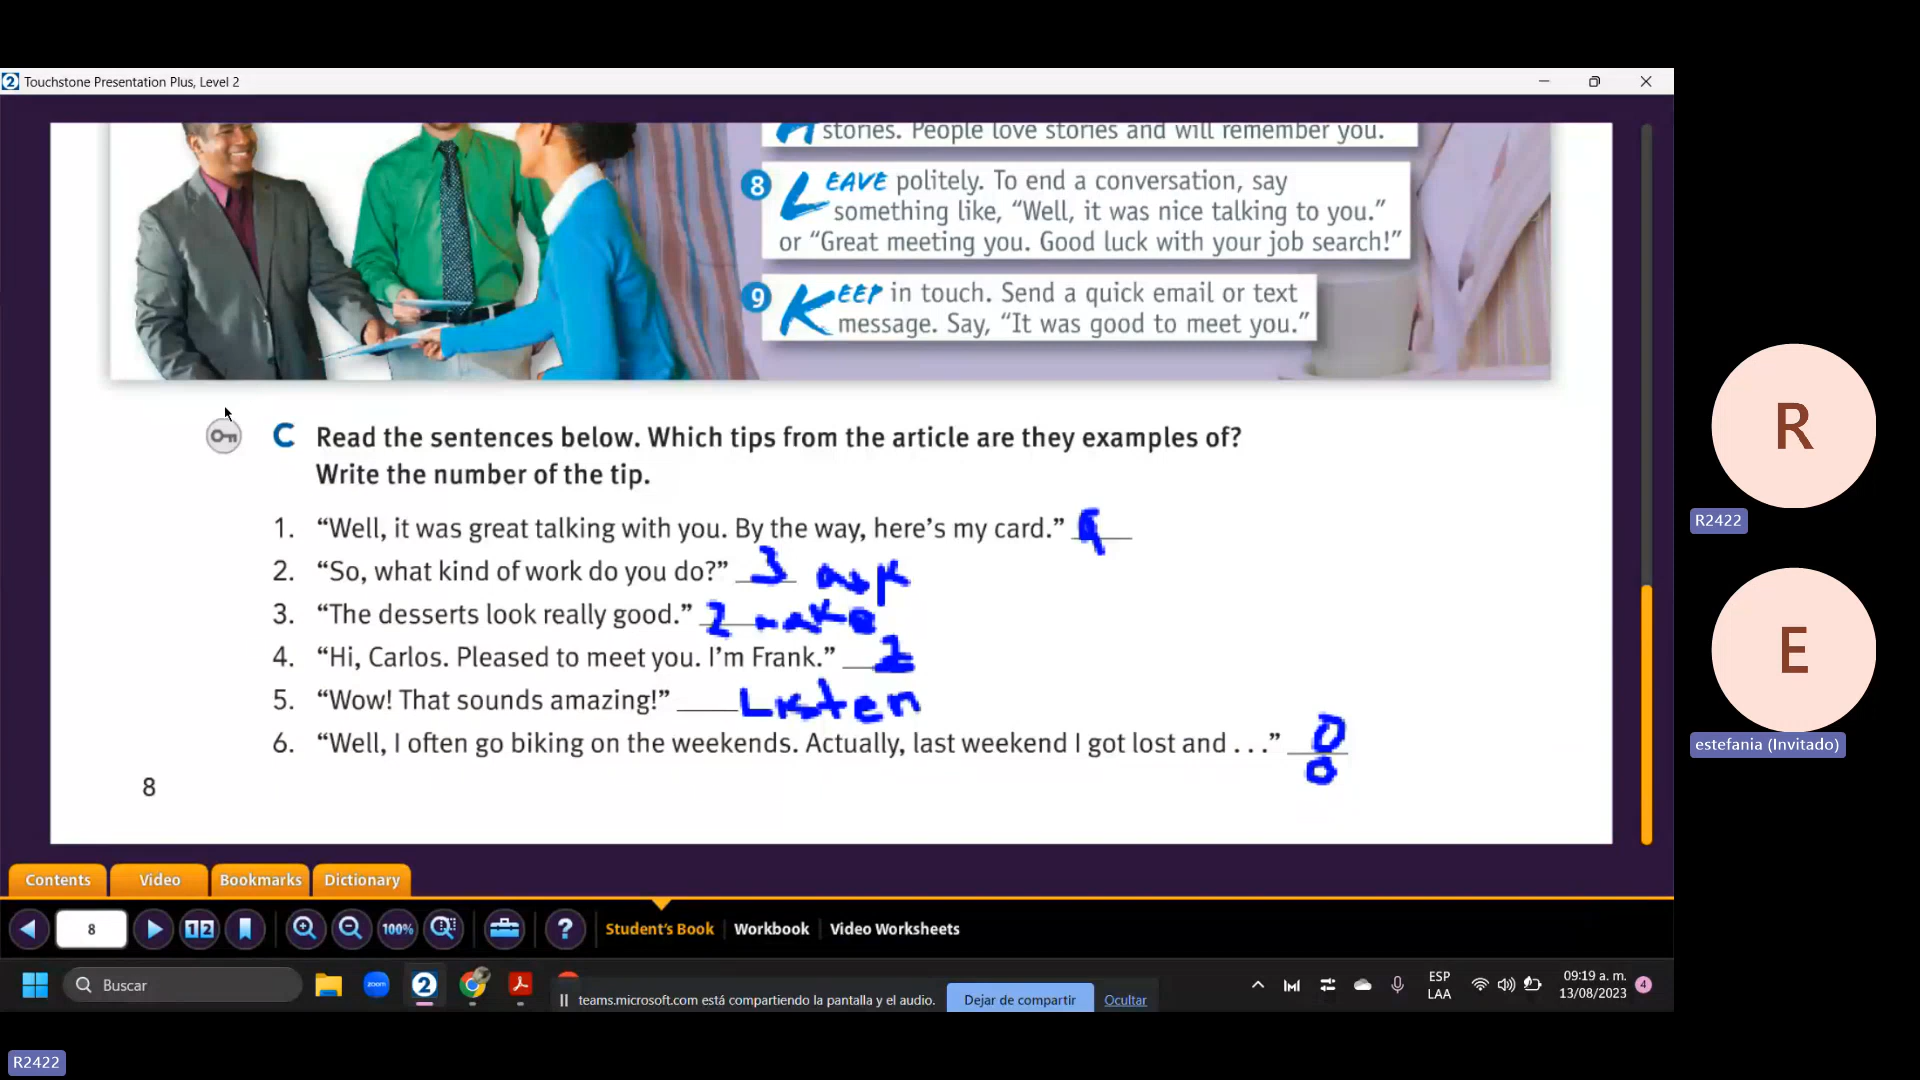 Touchstone Presentation Plus, Level 2
stories. People love stories and will remember you.
8 LEAVE politely. To end a conversation, say
something like, “Well, it was nice talking to you.”
or “Great meeting you. Good luck with your job search!”
9 KEEP in touch. Send a quick email or text
message. Say, “It was good to meet you.”
C Read the sentences below. Which tips from the article are they examples of?
Write the number of the tip.
1. “Well, it was great talking with you. By the way, here’s my card.” 9
2. “So, what kind of work do you do?” 3 ask
3. “The desserts look really good.” 2 make
4. “Hi, Carlos. Pleased to meet you. I’m Frank.” 2
5. “Wow! That sounds amazing!” Listen
6. “Well, I often go biking on the weekends. Actually, last weekend I got lost and . . .”
8
Contents Video Bookmarks Dictionary
8 12 100% ? Student’s Book Workbook Video Worksheets
Buscar zoom 2 teams.microsoft.com está compartiendo la pantalla y el audio. Dejar de compartir Ocultar
ESP
LAA
09:19 a. m.
13/08/2023 4
R
R2422
E
estefania (Invitado)
R2422